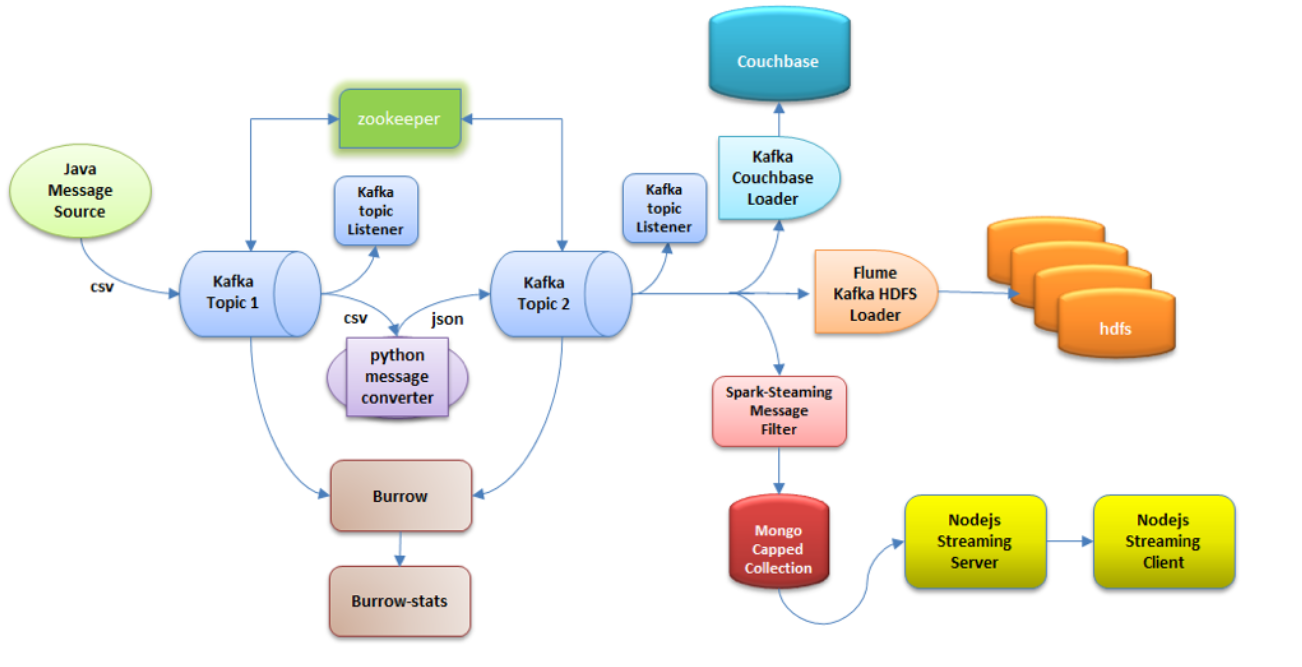 Couchbase
zookeeper
Java
Message
Source
Kafka
topic
Listener
Kafka
topic
Listener
Kafka
Couchbase
Loader
csv
Kafka
Topic 1
csv
json
Kafka
Topic 2
Flume
Kafka HDFS
Loader
hdfs
python
message
converter
Spark-Steaming
Message
Filter
Burrow
Mongo
Capped
Collection
Nodejs
Streaming
Server
Nodejs
Streaming
Client
Burrow-stats